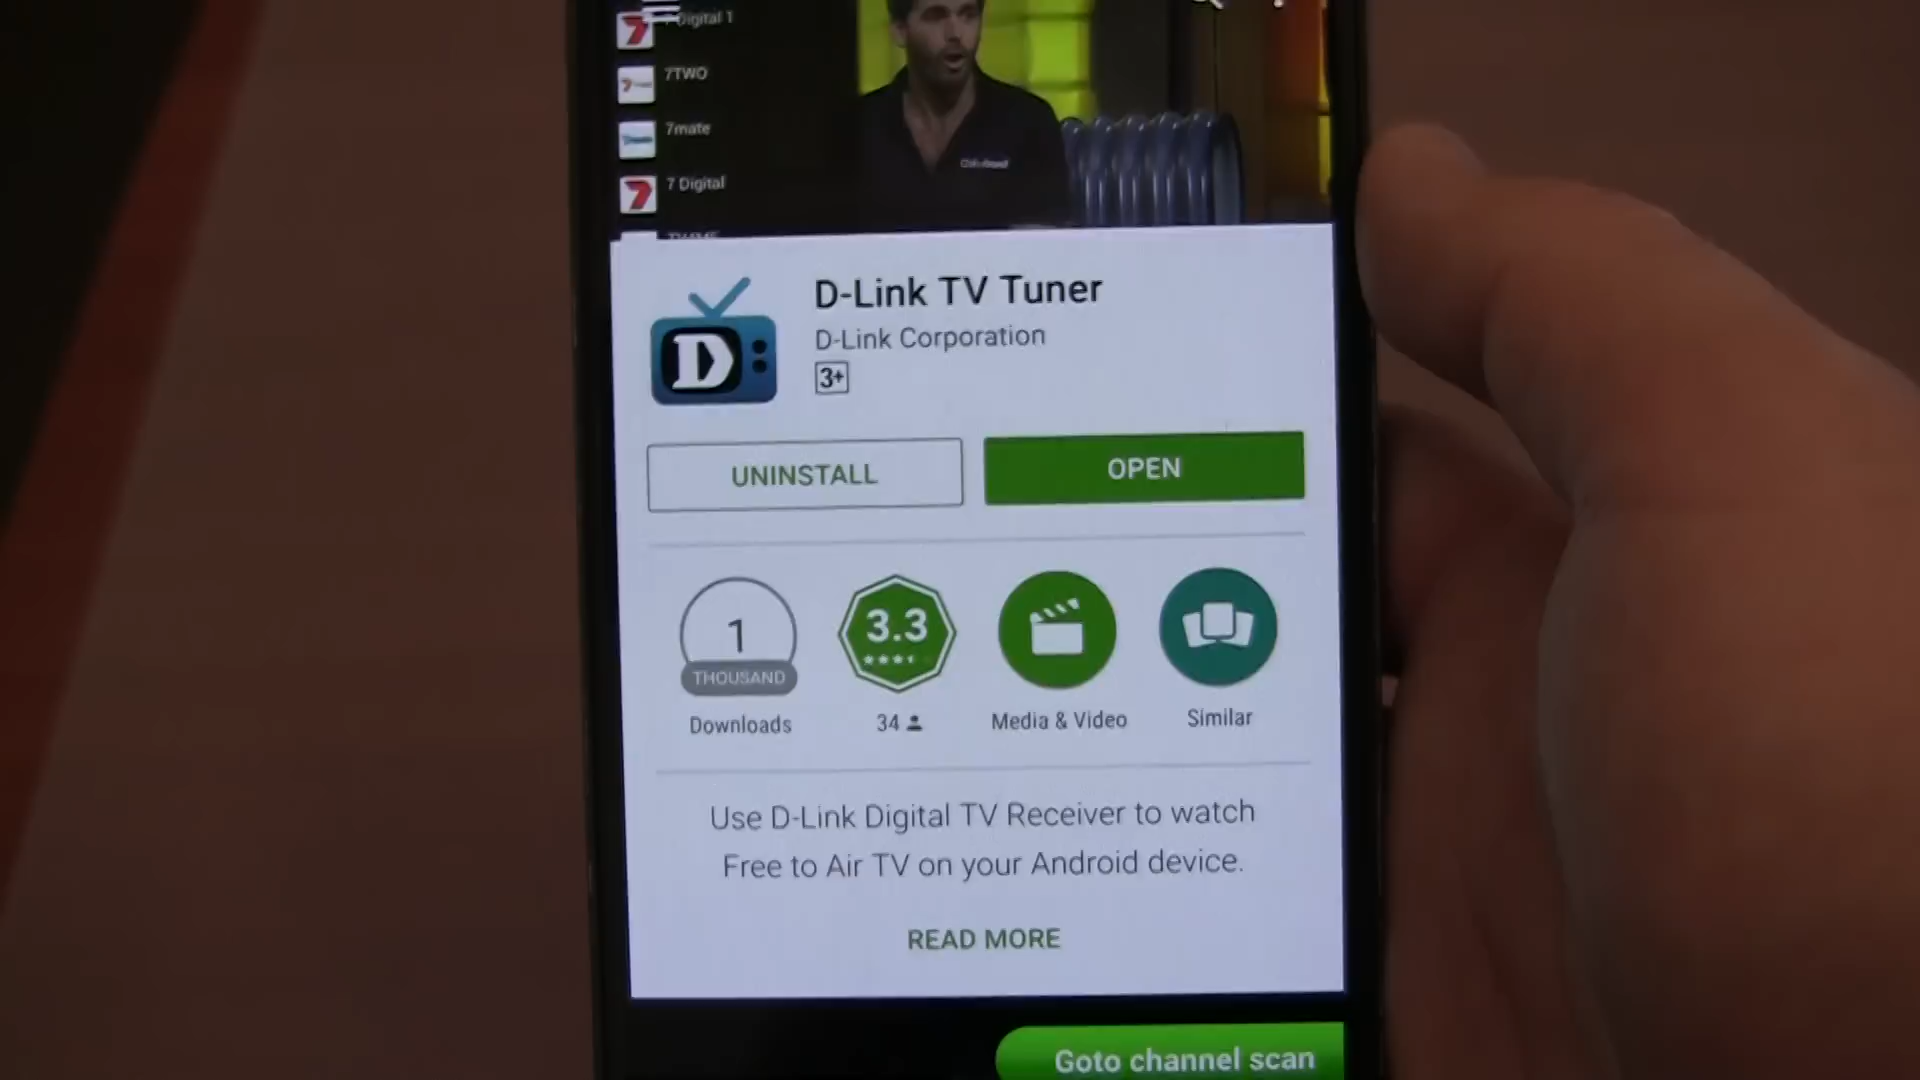 7 Digital 1
7TWO
7mate
7 Digital
D-Link TV Tuner
D-Link Corporation
3+
D
UNINSTALL
OPEN
1
THOUSAND
Downloads
3.3
34
Media & Video
Similar
Use D-Link Digital TV Receiver to watch
Free to Air TV on your Android device.
READ MORE
Goto channel scan